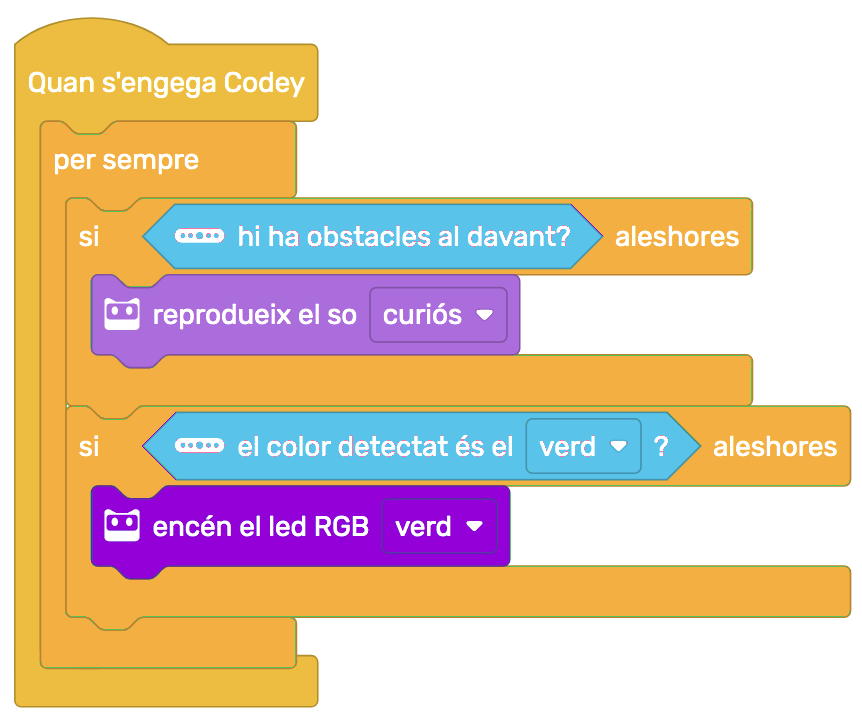 Quan s'engega Codey
per sempre
si hi ha obstacles al davant? aleshores
reprodueix el so curiós
si el color detectat és el verd ? aleshores
encén el led RGB verd